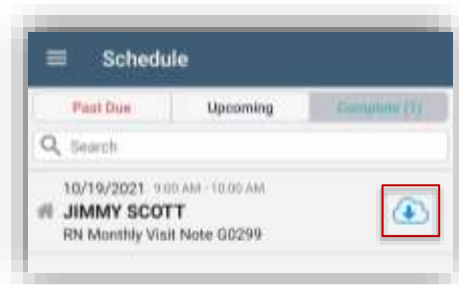 Schedule
Past Due Upcoming Complete (1)
Search
10/19/2021 9:00 AM - 10:00 AM
JIMMY SCOTT
RN Monthly Visit Note G0299